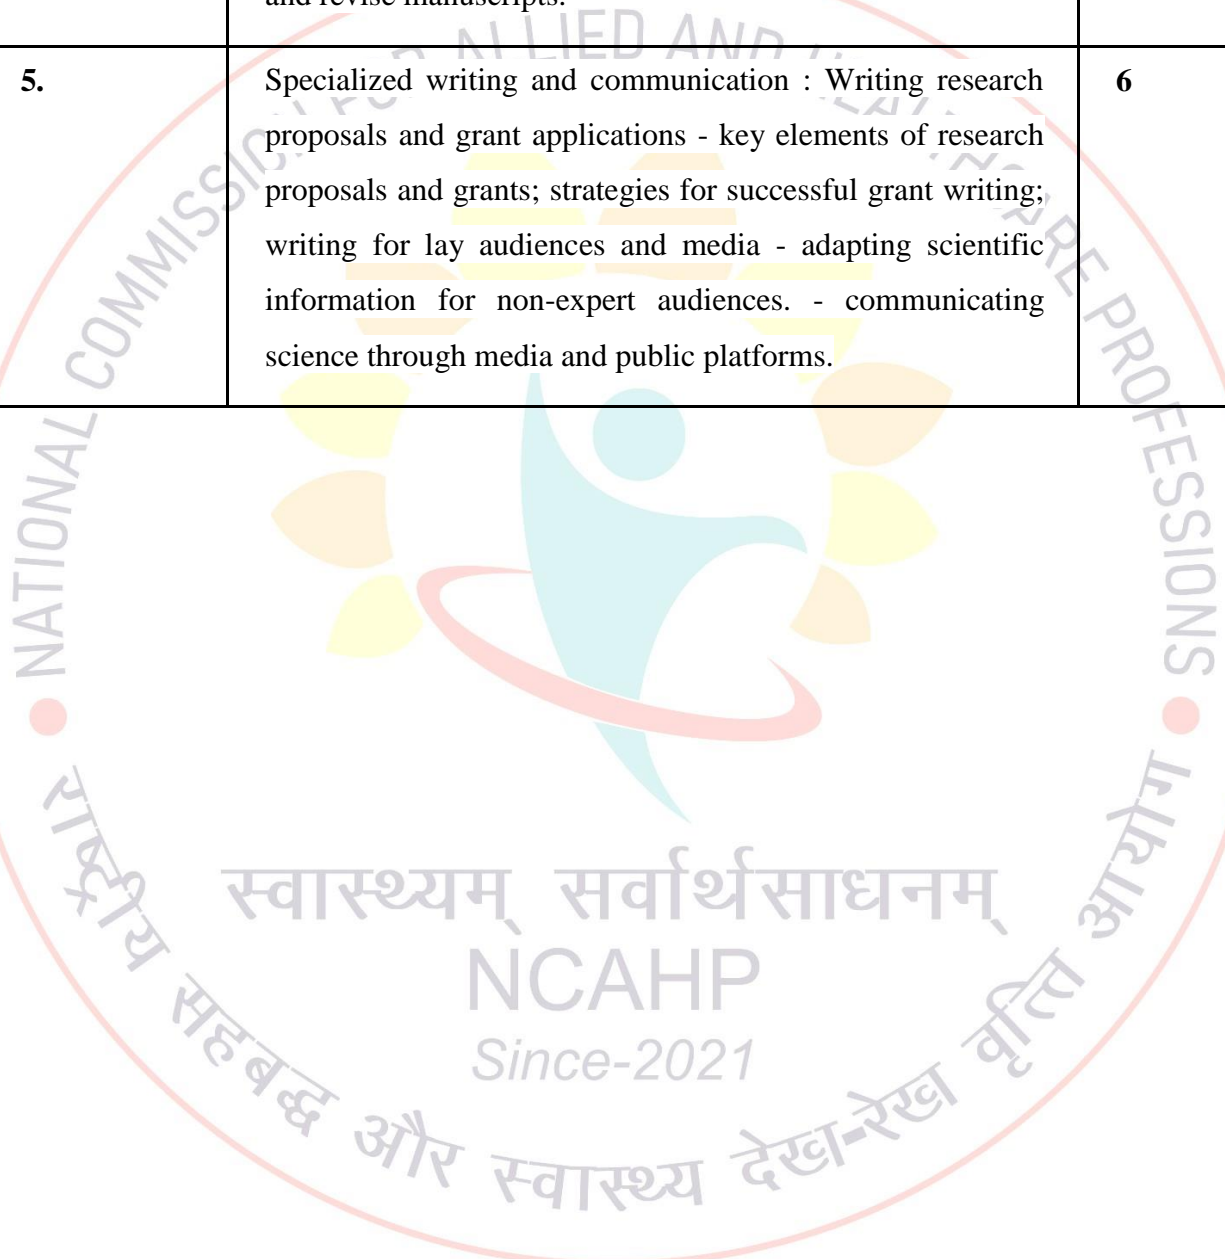 and revise manuscripts.
5. Specialized writing and communication : Writing research 6
proposals and grant applications - key elements of research
proposals and grants; strategies for successful grant writing;
writing for lay audiences and media - adapting scientific
information for non-expert audiences. - communicating
science through media and public platforms.
NATIONAL COMMISSION FOR ALLIED AND HEALTHCARE PROFESSIONS
स्वास्थ्यम् सर्वार्थसाधनम्
NCAHP
Since-2021
राष्ट्रीय सहबद्ध और स्वास्थ्य देख-रेख वृत्ति आयोग